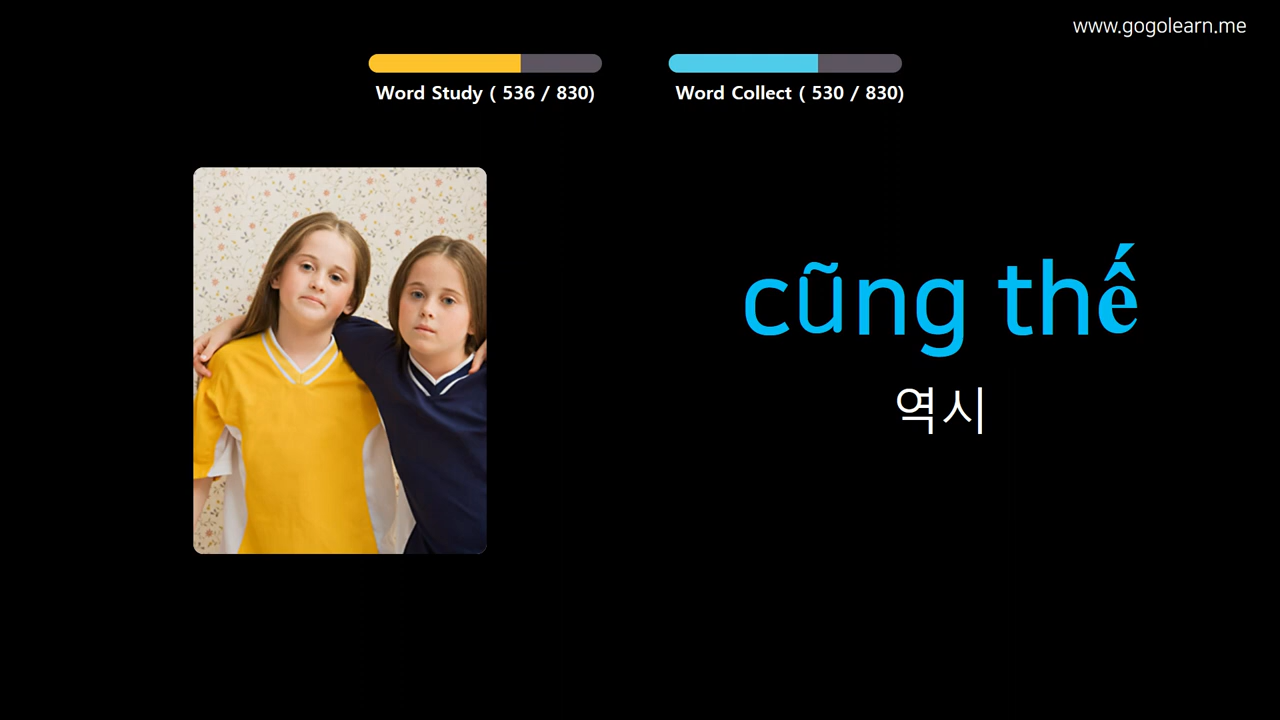 www.gogolearn.me
Word Study ( 536 / 830)
Word Collect ( 530 / 830)
cũng thế
역시